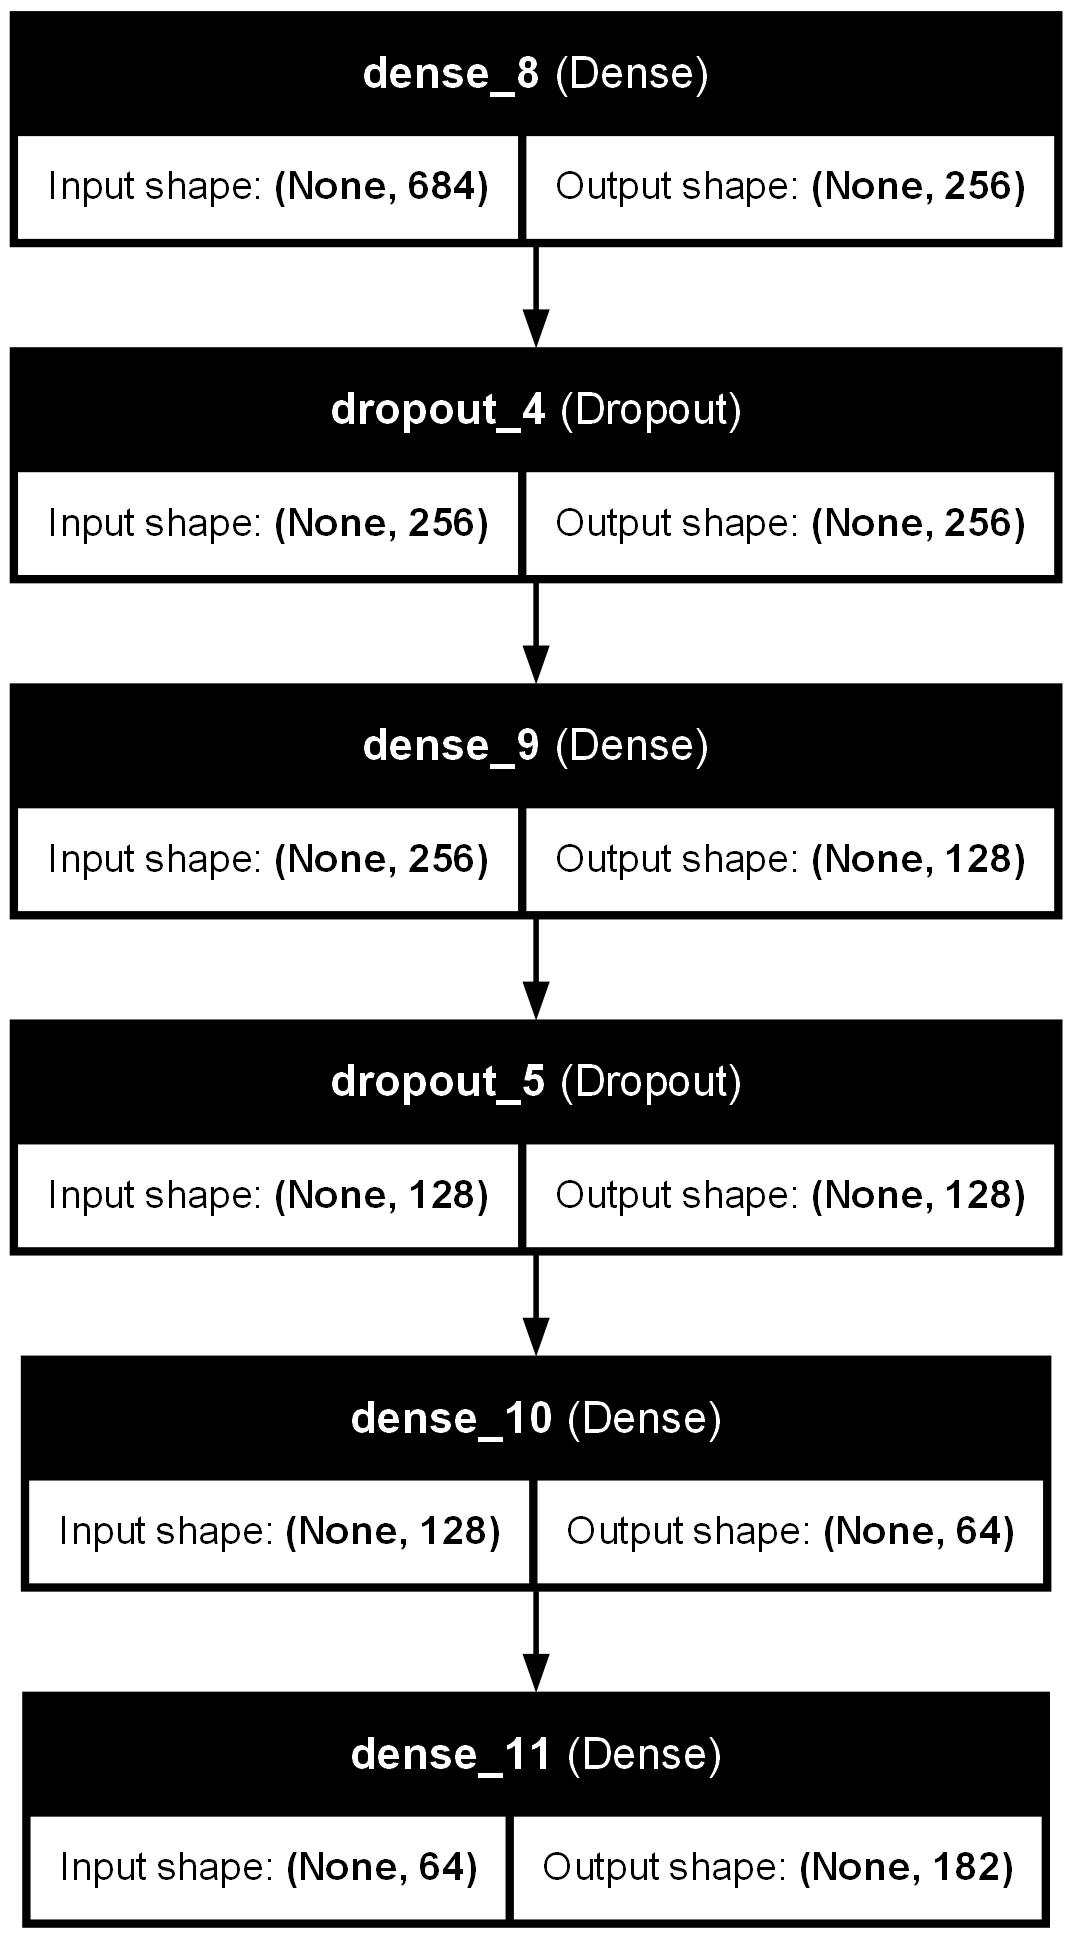 dense_8 (Dense)
Input shape: (None, 684) Output shape: (None, 256)
dropout_4 (Dropout)
Input shape: (None, 256) Output shape: (None, 256)
dense_9 (Dense)
Input shape: (None, 256) Output shape: (None, 128)
dropout_5 (Dropout)
Input shape: (None, 128) Output shape: (None, 128)
dense_10 (Dense)
Input shape: (None, 128) Output shape: (None, 64)
dense_11 (Dense)
Input shape: (None, 64) Output shape: (None, 182)